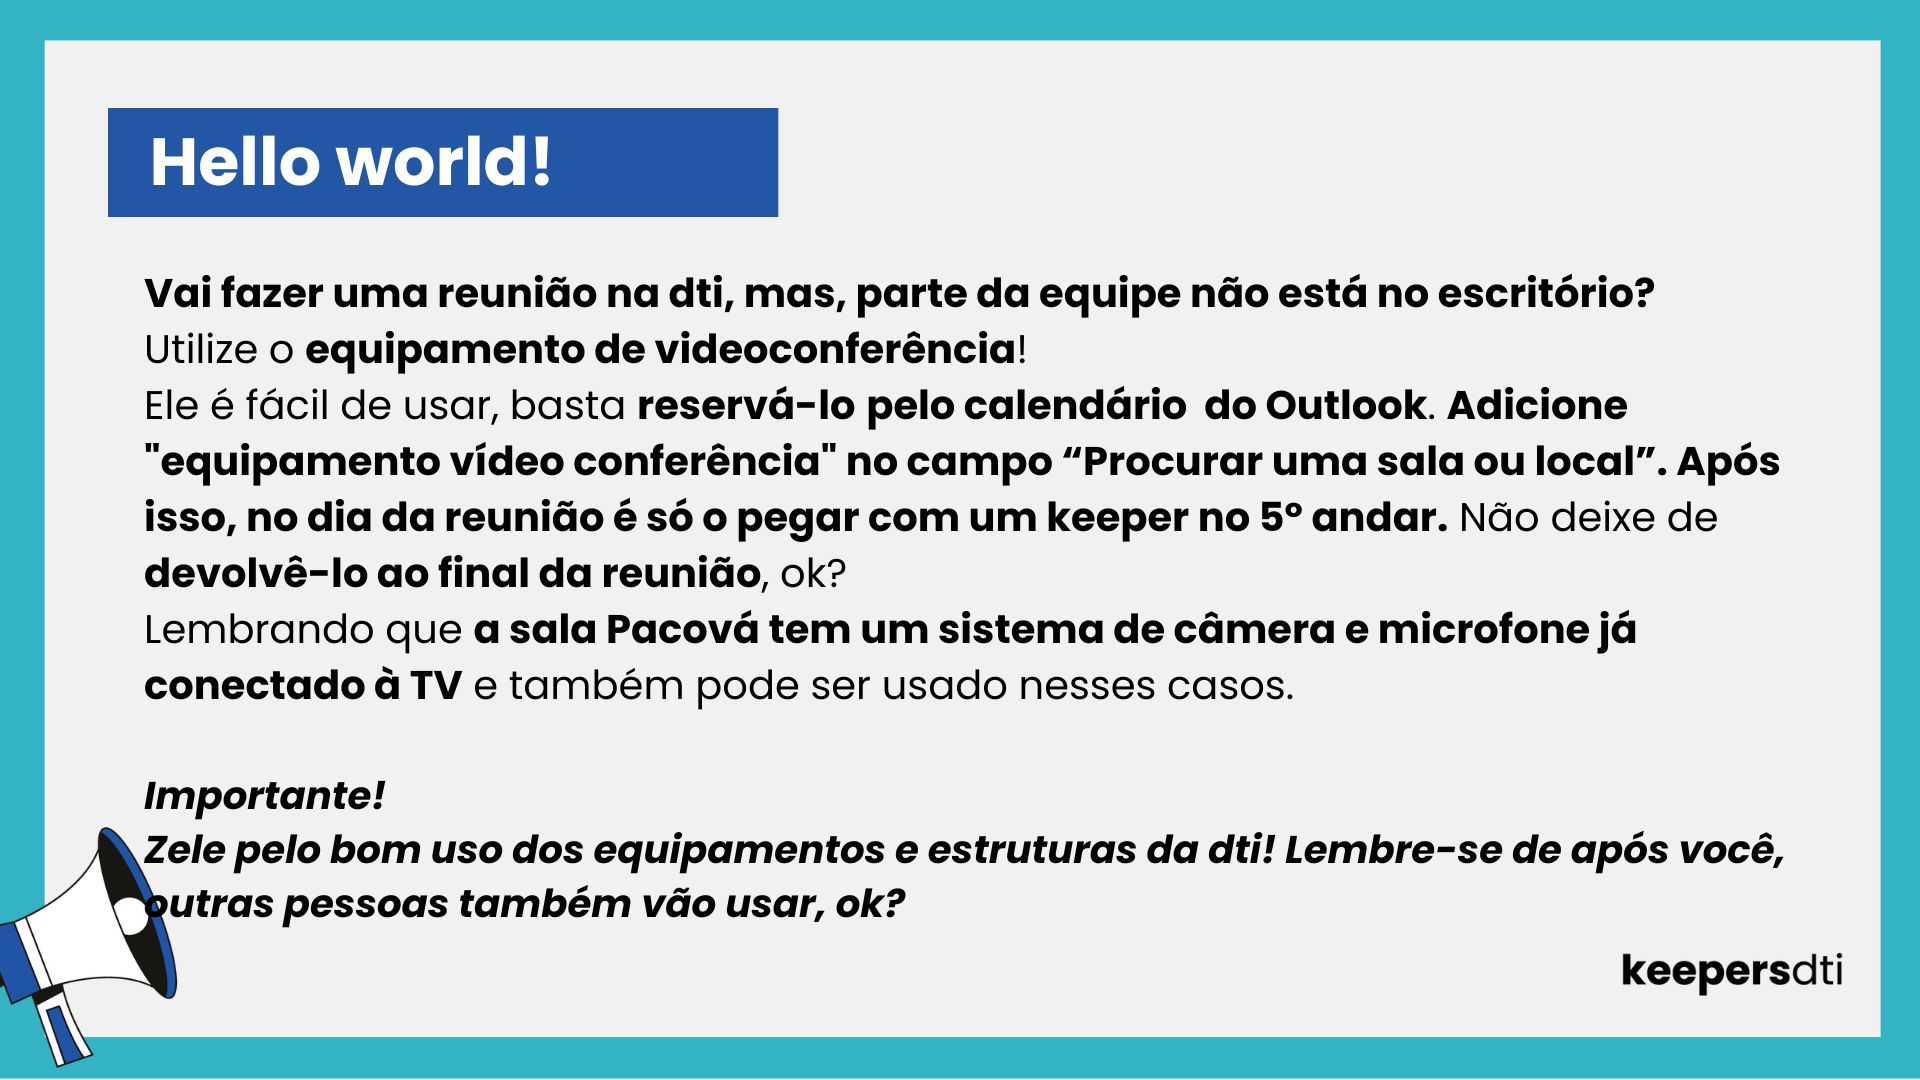 Hello world!
Vai fazer uma reunião na dti, mas, parte da equipe não está no escritório?
Utilize o equipamento de videoconferência!
Ele é fácil de usar, basta reservá-lo pelo calendário  do Outlook. Adicione
"equipamento vídeo conferência" no campo “Procurar uma sala ou local”. Após
isso, no dia da reunião é só o pegar com um keeper no 5º andar. Não deixe de
devolvê-lo ao final da reunião, ok?
Lembrando que a sala Pacová tem um sistema de câmera e microfone já
conectado à TV e também pode ser usado nesses casos.
Importante!
Zele pelo bom uso dos equipamentos e estruturas da dti! Lembre-se de após você,
outras pessoas também vão usar, ok?
keepersdti